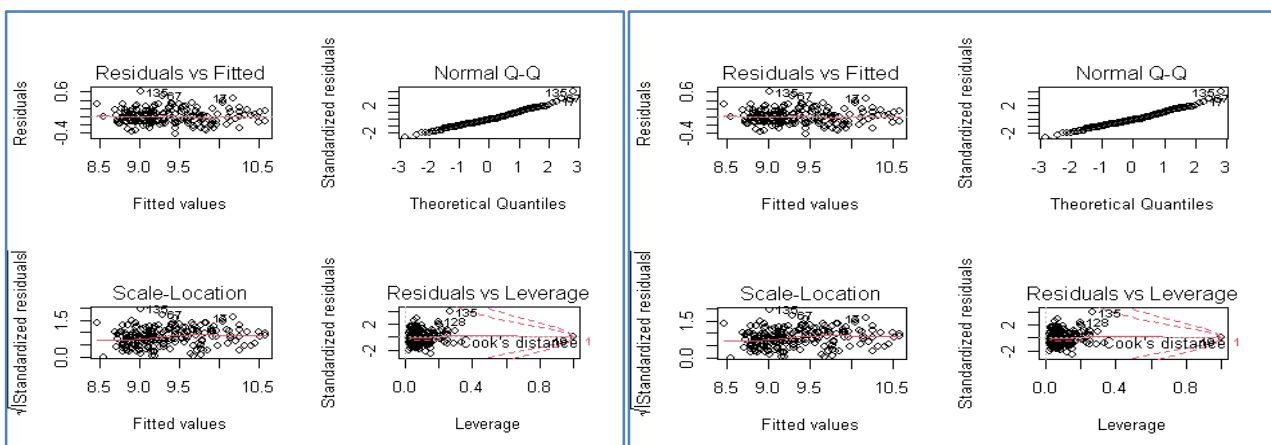 Residuals vs Fitted
Residuals
0.6
-0.4
135
67
17
8.5 9.0 9.5 10.5
Fitted values
Normal Q-Q
Standardized residuals
2
-2
135
-3 -2 -1 0 1 2 3
Theoretical Quantiles
Scale-Location
√|Standardized residuals|
1.5
0.0
135
67
8.5 9.0 9.5 10.5
Fitted values
Residuals vs Leverage
Standardized residuals
2
-2
135
128
Cook's distance
1
0.0 0.4 0.8
Leverage
Residuals vs Fitted
Residuals
0.6
-0.4
135
67
17
8.5 9.0 9.5 10.5
Fitted values
Normal Q-Q
Standardized residuals
2
-2
135
-3 -2 -1 0 1 2 3
Theoretical Quantiles
Scale-Location
√|Standardized residuals|
1.5
0.0
135
67
8.5 9.0 9.5 10.5
Fitted values
Residuals vs Leverage
Standardized residuals
2
-2
135
128
Cook's distance
1
0.0 0.4 0.8
Leverage